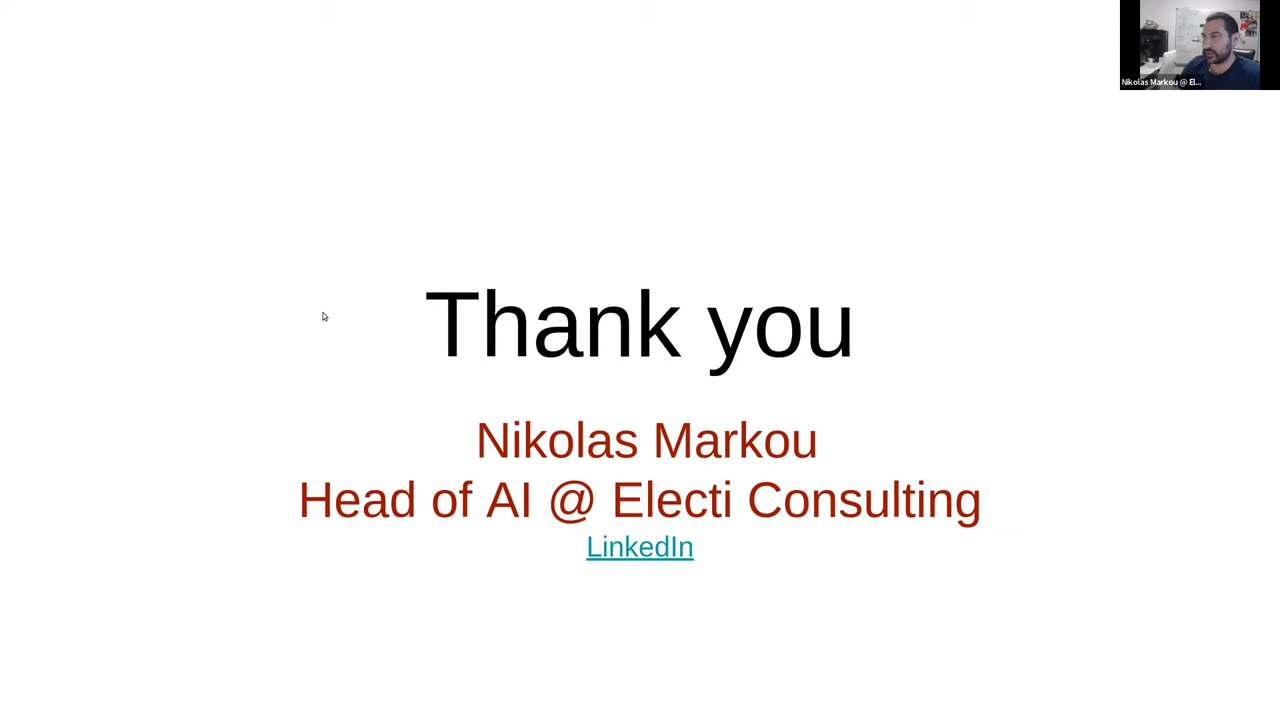 Nikolas Markou @ El...
Thank you
Nikolas Markou
Head of AI @ Electi Consulting
LinkedIn